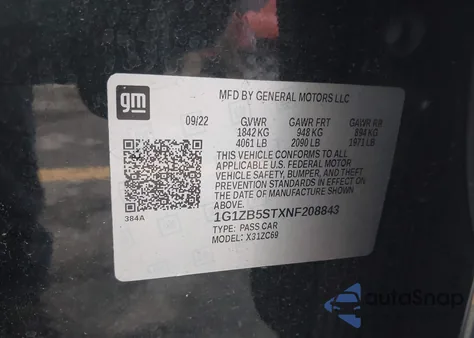 gm
MFD BY GENERAL MOTORS LLC
09/22 GVWR GAWR FRT GAWR RR
1842 KG 948 KG 894 KG
4061 LB 2090 LB 1971 LB
THIS VEHICLE CONFORMS TO ALL
APPLICABLE U.S. FEDERAL MOTOR
VEHICLE SAFETY, BUMPER, AND THEFT
PREVENTION STANDARDS IN EFFECT ON
THE DATE OF MANUFACTURE SHOWN ABOVE.
384A
1G1ZB5STXNF208843
TYPE: PASS CAR
MODEL: X31ZC69
autoSnap